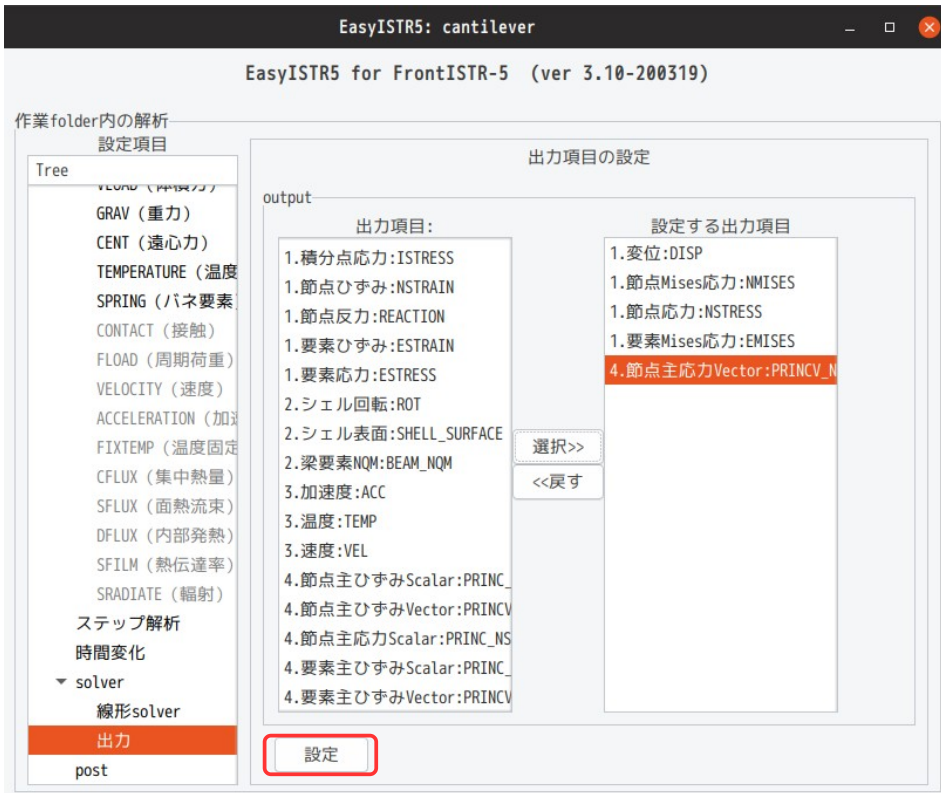 EasyISTR5: cantilever
EasyISTR5 for FrontISTR-5 (ver 3.10-200319)
作業folder内の解析
設定項目
Tree
GRAV (重力)
CENT (遠心力)
TEMPERATURE (温度
SPRING (バネ要素)
CONTACT (接触)
FLOAD (周期荷重)
VELOCITY (速度)
ACCELERATION (加速
FIXTEMP (温度固定
CFLUX (集中熱量)
SFLUX (面熱流束)
DFLUX (内部発熱)
SFILM (熱伝達率)
SRADIATE (輻射)
ステップ解析
時間変化
solver
線形solver
出力
post
出力項目の設定
output
出力項目:
1.積分点応力:ISTRESS
1.節点ひずみ:NSTRAIN
1.節点反力:REACTION
1.要素ひずみ:ESTRAIN
1.要素応力:ESTRESS
2.シェル回転:ROT
2.シェル表面:SHELL_SURFACE
2.梁要素NQM:BEAM_NQM
3.加速度:ACC
3.温度:TEMP
3.速度:VEL
4.節点主ひずみScalar:PRINC_
4.節点主ひずみVector:PRINCV
4.節点主応力Scalar:PRINC_NS
4.要素主ひずみScalar:PRINC_
4.要素主ひずみVector:PRINCV
選択>>
<<戻す
設定する出力項目
1.変位:DISP
1.節点Mises応力:NMISES
1.節点応力:NSTRESS
1.要素Mises応力:EMISES
4.節点主応力Vector:PRINCV_N
設定